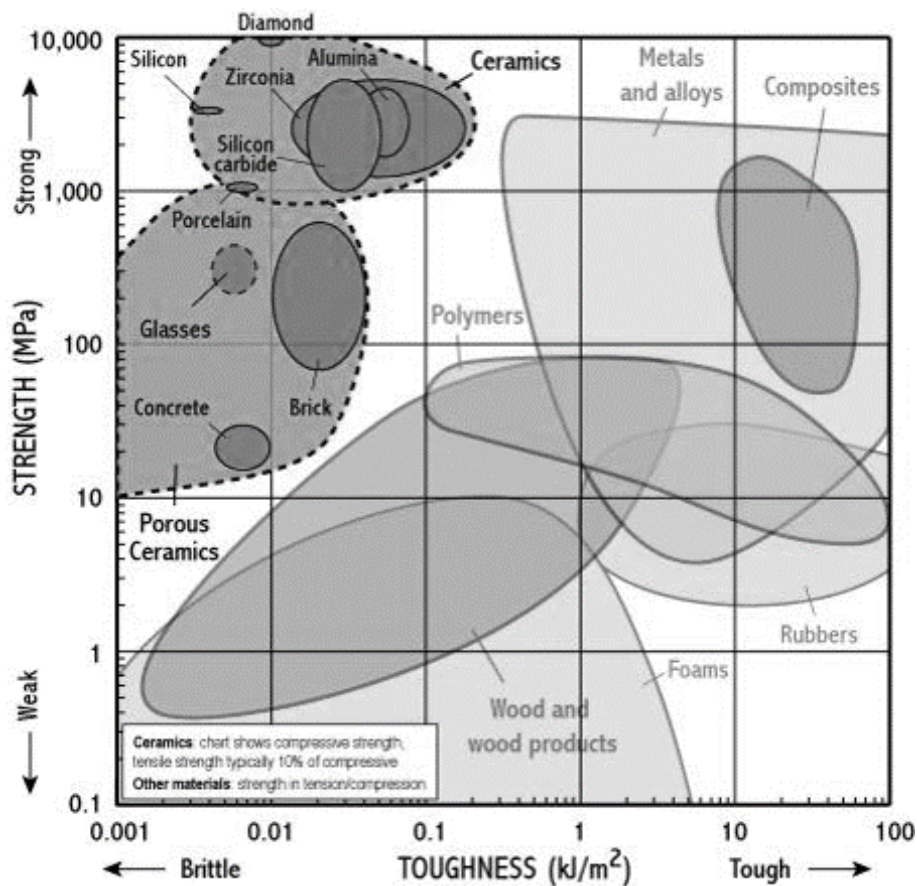 Diamond
10,000
Silicon
Alumina
Zirconia
Ceramics
Metals
and alloys
Composites
Silicon
carbide
Strong
1,000
Porcelain
Glasses
Polymers
100
STRENGTH (MPa)
Concrete
Brick
10
Porous
Ceramics
Rubbers
1
Foams
Weak
Wood and
wood products
Ceramics: chart shows compressive strength,
tensile strength typically 10% of compressive
Other materials: strength in tension/compression
0.1
0.001 0.01 0.1 1 10 100
Brittle TOUGHNESS (kJ/m²) Tough